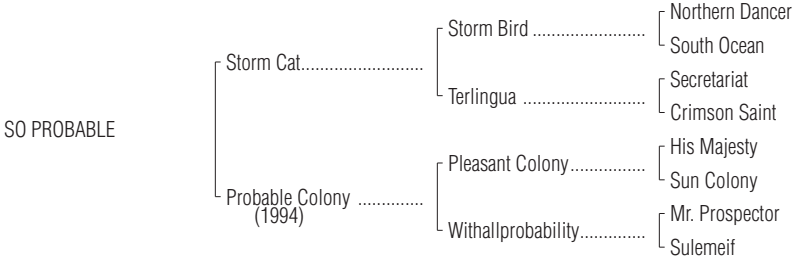 Northern Dancer
Storm Bird ........................
South Ocean
Storm Cat..........................
Secretariat
Terlingua ..........................
Crimson Saint
SO PROBABLE
His Majesty
Pleasant Colony................
Sun Colony
Probable Colony ..............
(1994)
Mr. Prospector
Withallprobability..............
Sulemeif